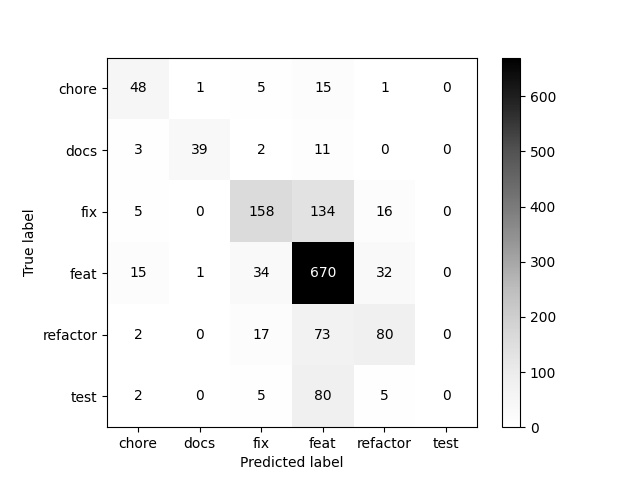 chore 48 1 5 15 1 0
docs 3 39 2 11 0 0
fix 5 0 158 134 16 0
feat 15 1 34 670 32 0
refactor 2 0 17 73 80 0
test 2 0 5 80 5 0
chore docs fix feat refactor test
Predicted label
True label
600
500
400
300
200
100
0